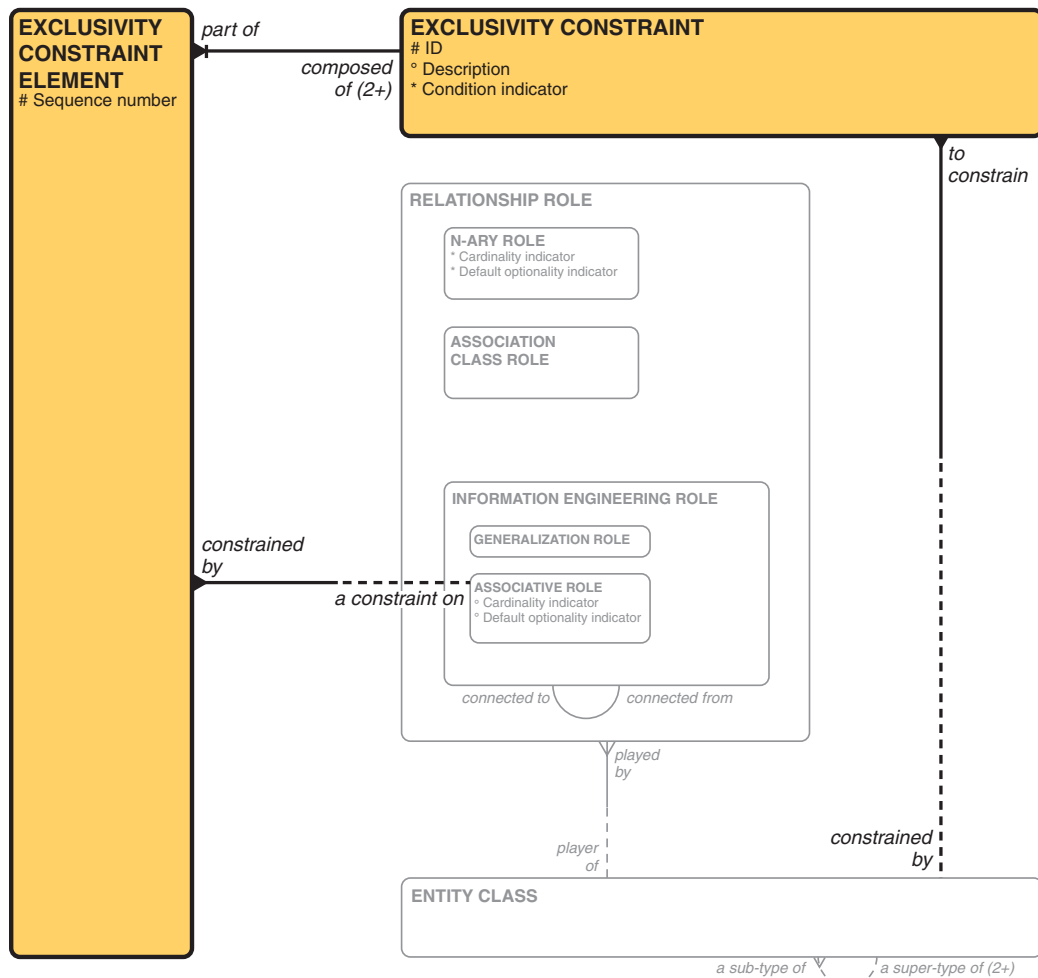 EXCLUSIVITY
CONSTRAINT
ELEMENT
# Sequence number
part of
composed
of (2+)
EXCLUSIVITY CONSTRAINT
# ID
° Description
* Condition indicator
to
constrain
RELATIONSHIP ROLE
N-ARY ROLE
* Cardinality indicator
* Default optionality indicator
ASSOCIATION
CLASS ROLE
INFORMATION ENGINEERING ROLE
GENERALIZATION ROLE
constrained
by
a constraint on
ASSOCIATIVE ROLE
° Cardinality indicator
° Default optionality indicator
connected to
connected from
played
by
player
of
constrained
by
ENTITY CLASS
a sub-type of
a super-type of (2+)